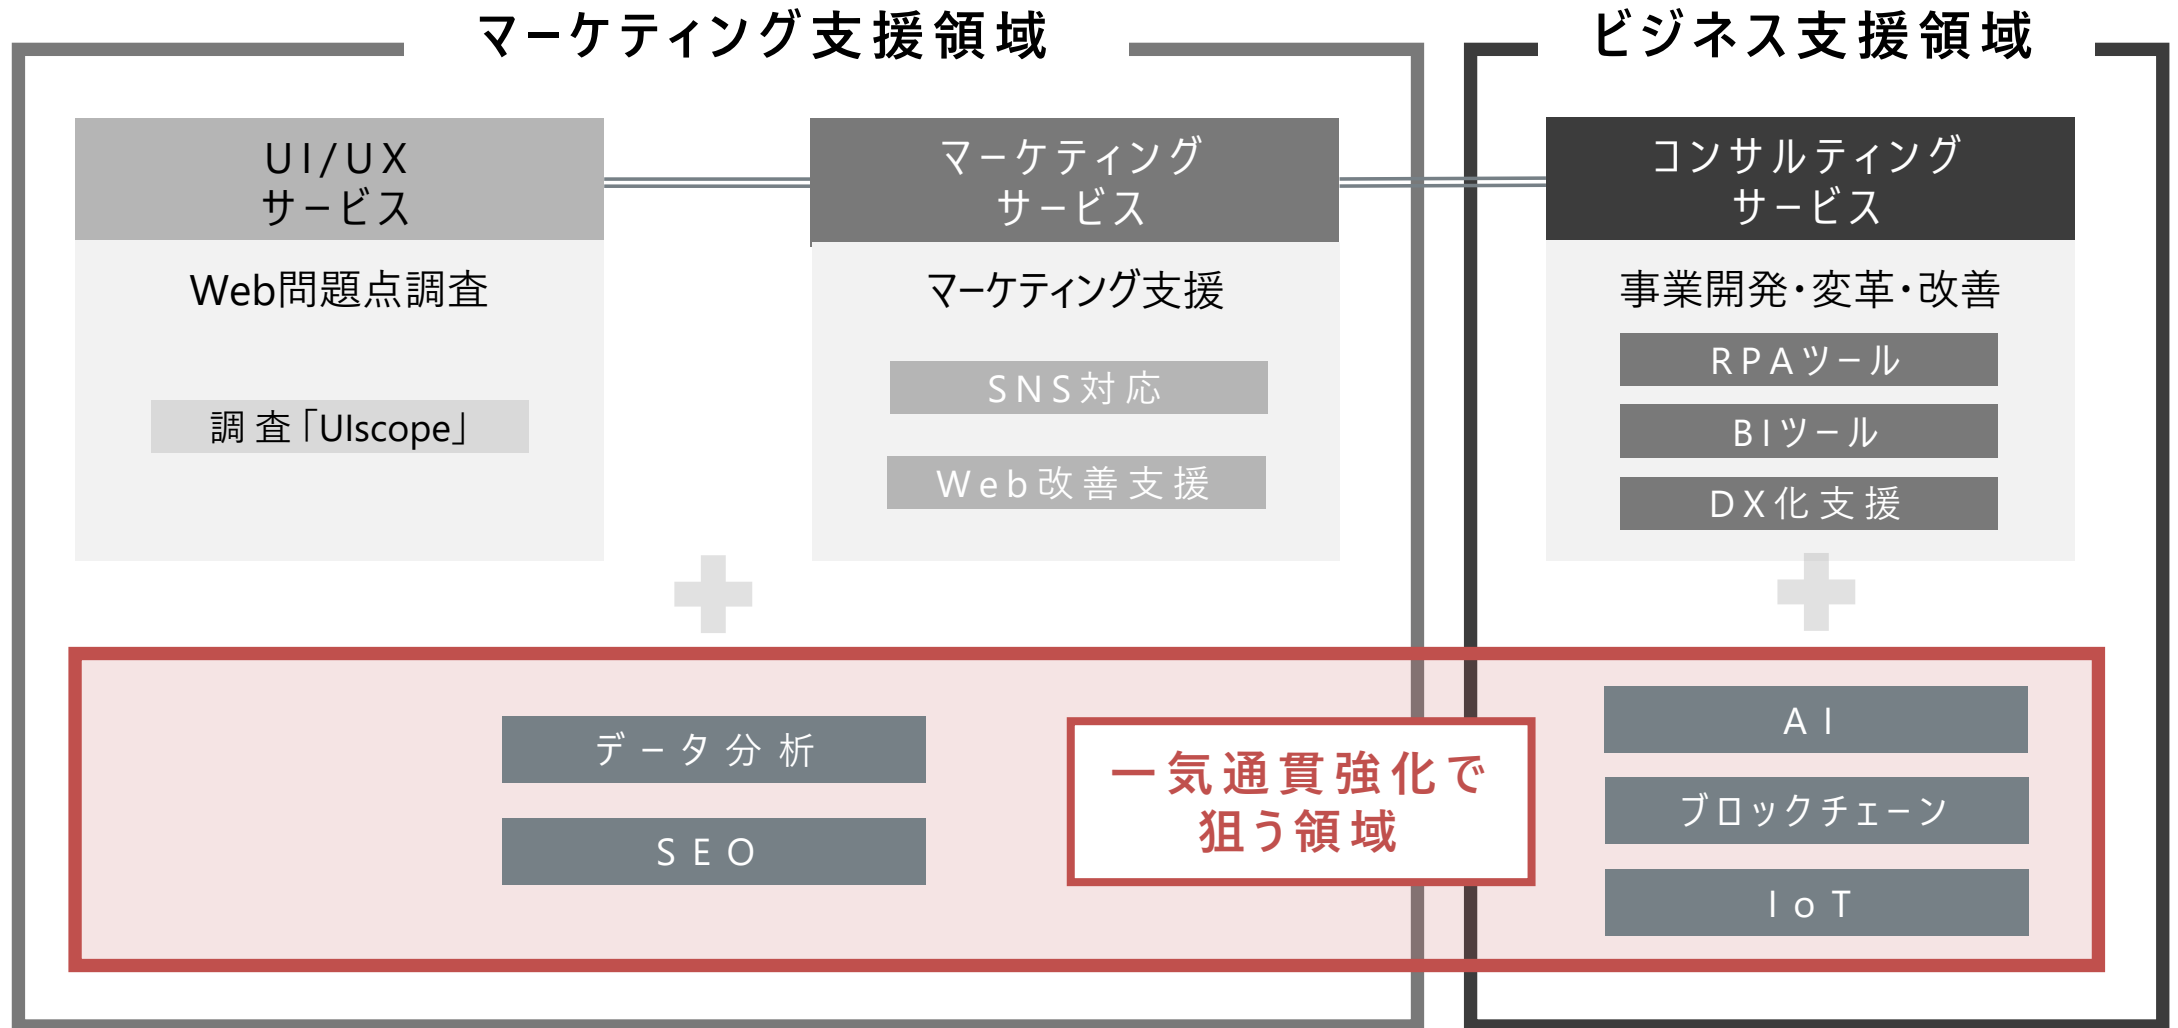 マーケティング支援領域
ビジネス支援領域
UI/UX
サービス
マーケティング
サービス
コンサルティング
サービス
Web問題点調査
調査「UIscope」
マーケティング支援
SNS対応
Web改善支援
事業開発・変革・改善
RPAツール
BIツール
DX化支援
データ分析
SEO
一気通貫強化で
狙う領域
AI
ブロックチェーン
IoT